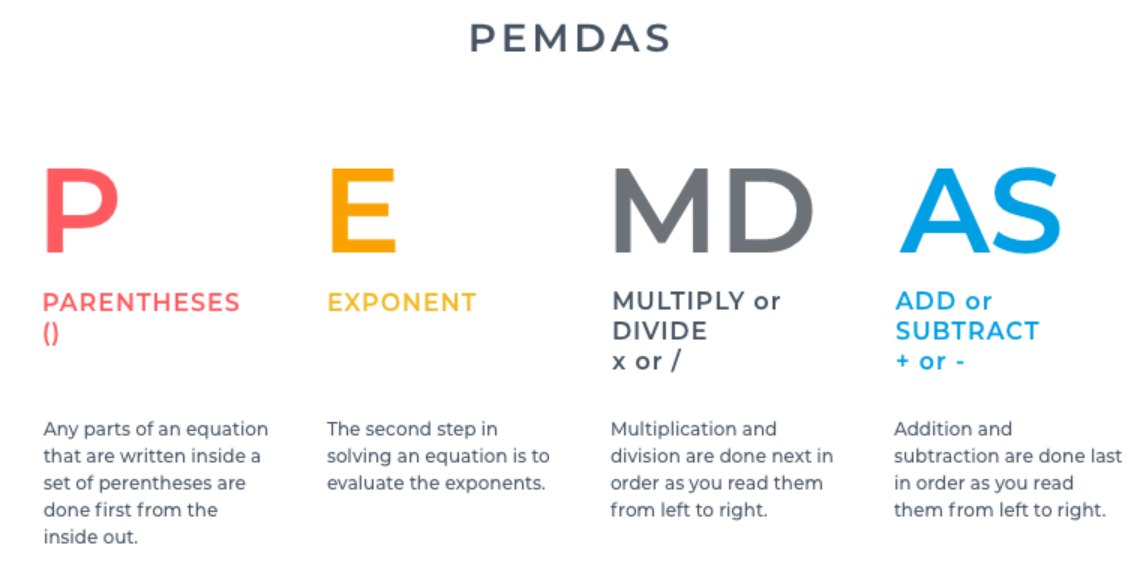 PEMDAS
P
PARENTHESES
()
Any parts of an equation
that are written inside a
set of perentheses are
done first from the
inside out.
E
EXPONENT
The second step in
solving an equation is to
evaluate the exponents.
MD
MULTIPLY or
DIVIDE
x or /
Multiplication and
division are done next in
order as you read them
from left to right.
AS
ADD or
SUBTRACT
+ or -
Addition and
subtraction are done last
in order as you read
them from left to right.